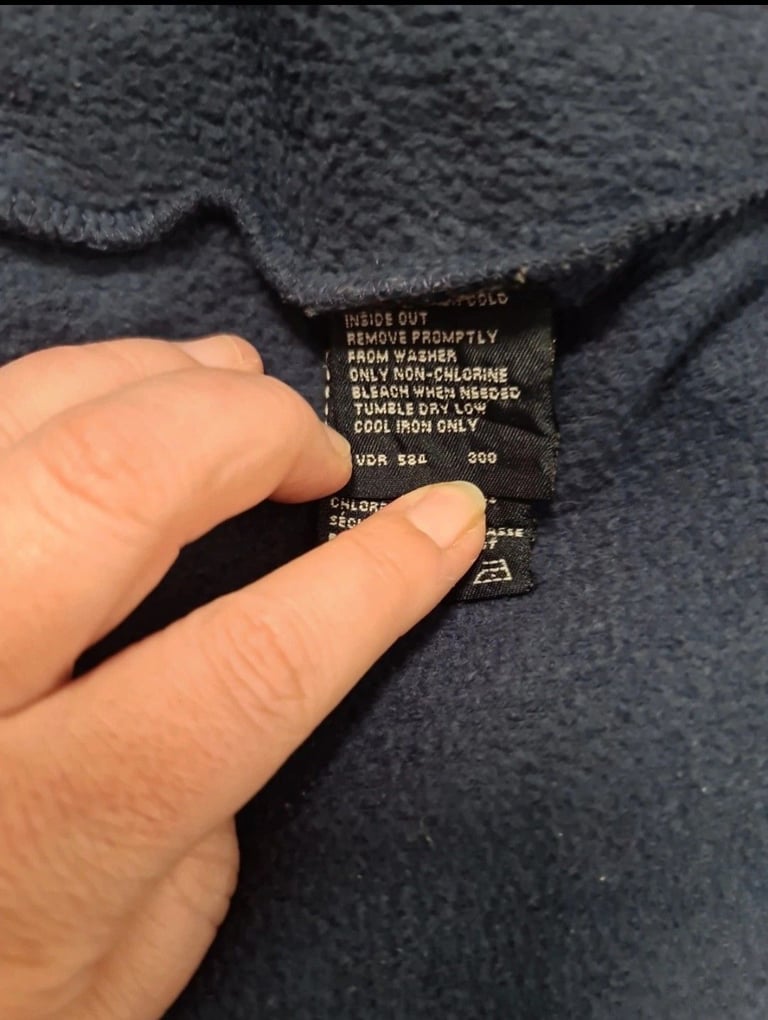 COLD
INSIDE OUT
REMOVE PROMPTLY
FROM WASHER
ONLY NON-CHLORINE
BLEACH WHEN NEEDED
TUMBLE DRY LOW
COOL IRON ONLY
VDR 584 300